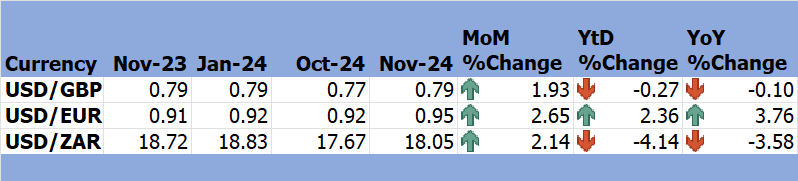 Currency Nov-23 Jan-24 Oct-24 Nov-24 MoM %Change YtD %Change YoY %Change
USD/GBP 0.79 0.79 0.77 0.79 1.93 -0.27 -0.10
USD/EUR 0.91 0.92 0.92 0.95 2.65 2.36 3.76
USD/ZAR 18.72 18.83 17.67 18.05 2.14 -4.14 -3.58